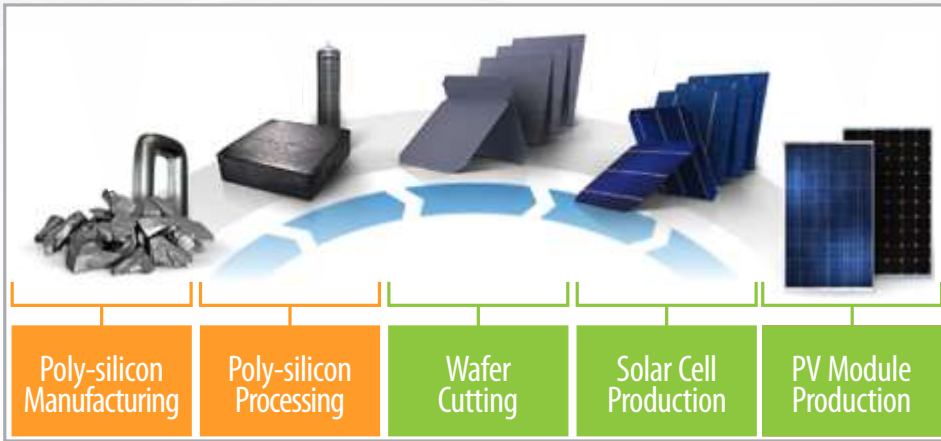 Poly-silicon
Manufacturing
Poly-silicon
Processing
Wafer
Cutting
Solar Cell
Production
PV Module
Production